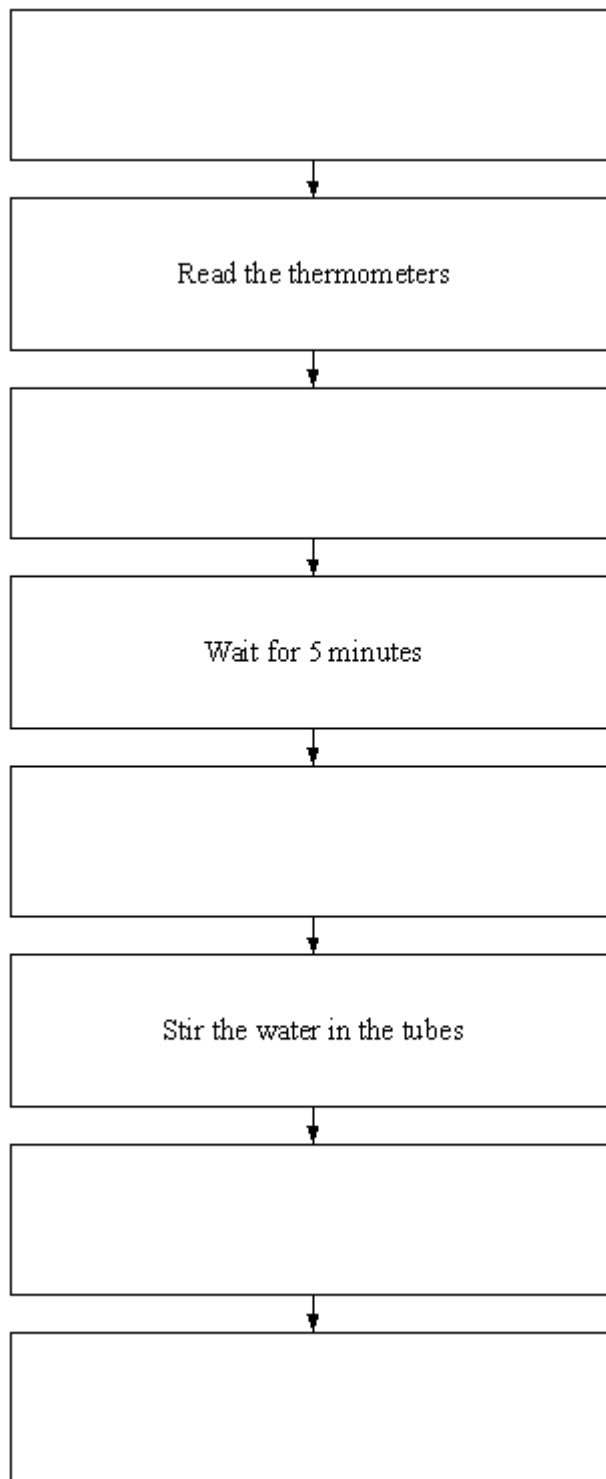 Read the thermometers
Wait for 5 minutes
Stir the water in the tubes